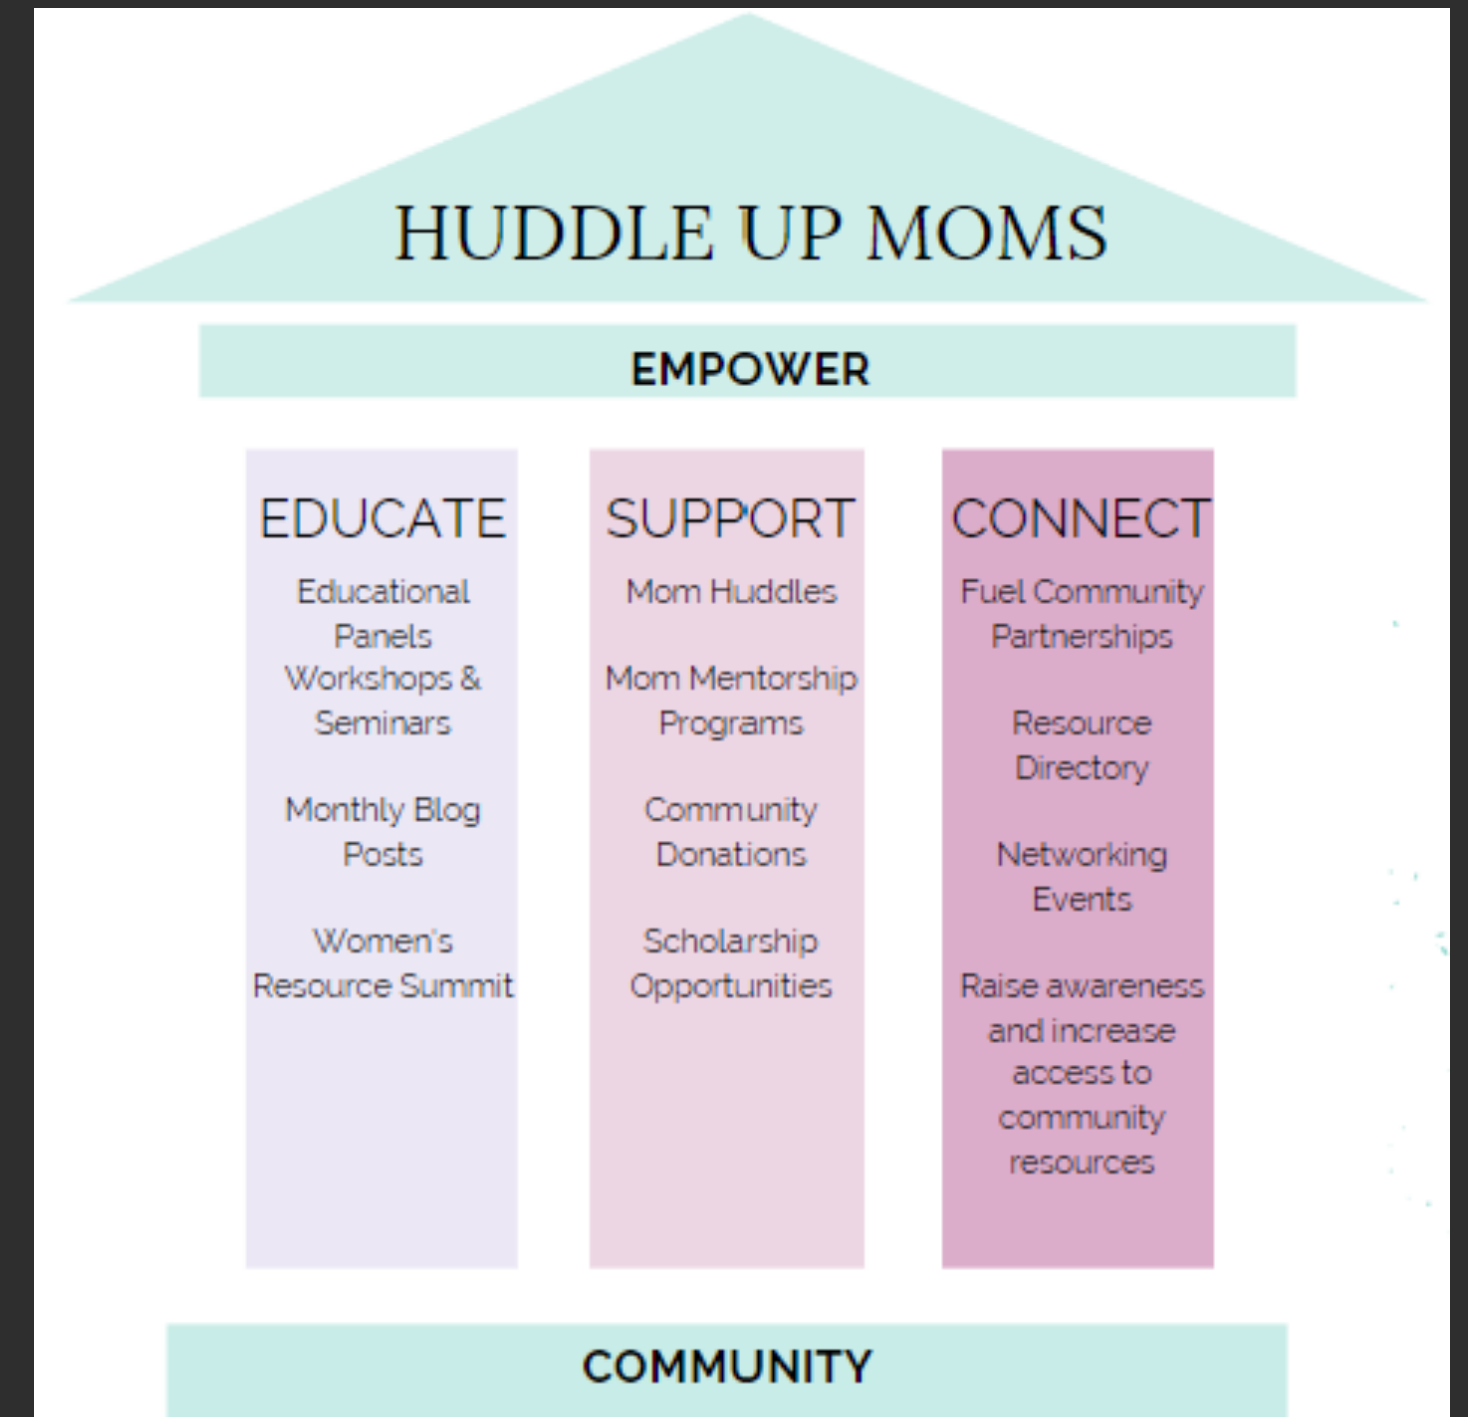 HUDDLE UP MOMS
EMPOWER
EDUCATE
Educational
Panels
Workshops &
Seminars
Monthly Blog
Posts
Women's
Resource Summit
SUPPORT
Mom Huddles
Mom Mentorship
Programs
Community
Donations
Scholarship
Opportunities
CONNECT
Fuel Community
Partnerships
Resource
Directory
Networking
Events
Raise awareness
and increase
access to
community
resources
COMMUNITY